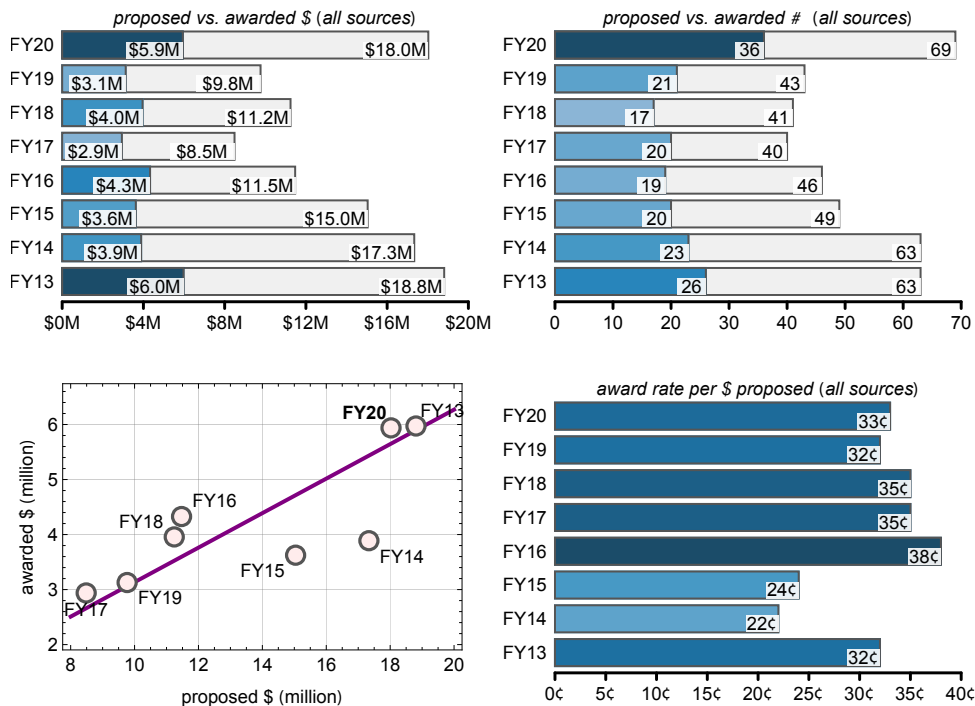 proposed vs. awarded $ (all sources)
FY20 $5.9M $18.0M
FY19 $3.1M $9.8M
FY18 $4.0M $11.2M
FY17 $2.9M $8.5M
FY16 $4.3M $11.5M
FY15 $3.6M $15.0M
FY14 $3.9M $17.3M
FY13 $6.0M $18.8M
$0M $4M $8M $12M $16M $20M
proposed vs. awarded # (all sources)
FY20 36 69
FY19 21 43
FY18 17 41
FY17 20 40
FY16 19 46
FY15 20 49
FY14 23 63
FY13 26 63
0 10 20 30 40 50 60 70
awarded $ (million)
6
5
4
3
2
FY20 FY13
FY16
FY18
FY15 FY14
FY19
FY17
8 10 12 14 16 18 20
proposed $ (million)
award rate per $ proposed (all sources)
FY20 33¢
FY19 32¢
FY18 35¢
FY17 35¢
FY16 38¢
FY15 24¢
FY14 22¢
FY13 32¢
0¢ 5¢ 10¢ 15¢ 20¢ 25¢ 30¢ 35¢ 40¢